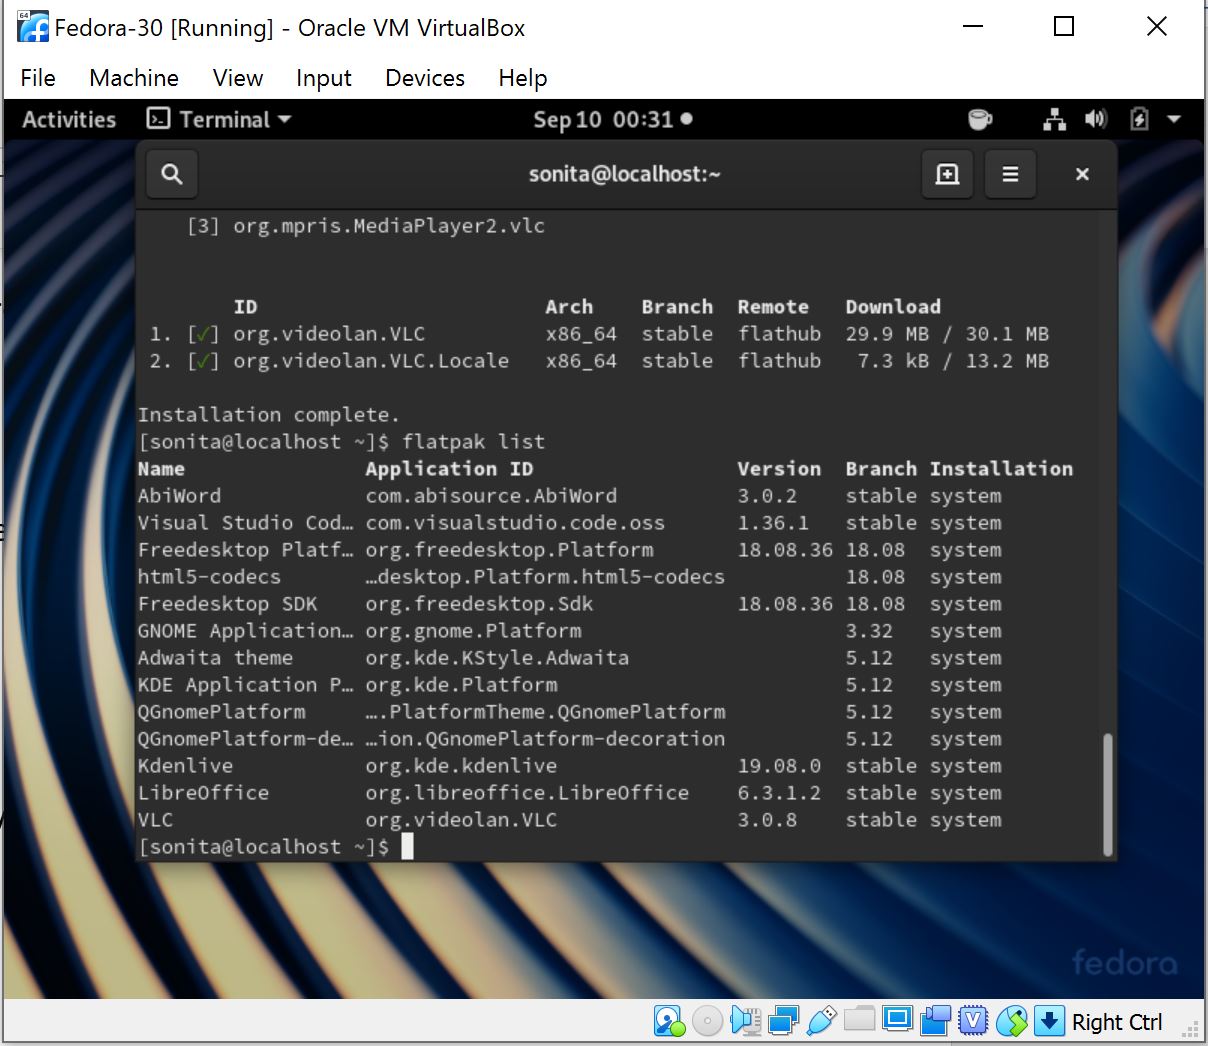 Fedora-30 [Running] - Oracle VM VirtualBox
File Machine View Input Devices Help
Activities Terminal Sep 10 00:31
sonita@localhost:~
[3] org.mpris.MediaPlayer2.vlc
ID Arch Branch Remote Download
1. [✓] org.videolan.VLC x86_64 stable flathub 29.9 MB / 30.1 MB
2. [✓] org.videolan.VLC.Locale x86_64 stable flathub 7.3 kB / 13.2 MB
Installation complete.
[sonita@localhost ~]$ flatpak list
Name Application ID Version Branch Installation
AbiWord com.abisource.AbiWord 3.0.2 stable system
Visual Studio Cod… com.visualstudio.code.oss 1.36.1 stable system
Freedesktop Platf… org.freedesktop.Platform 18.08.36 18.08 system
html5-codecs …desktop.Platform.html5-codecs 18.08 system
Freedesktop SDK org.freedesktop.Sdk 18.08.36 18.08 system
GNOME Application… org.gnome.Platform 3.32 system
Adwaita theme org.kde.KStyle.Adwaita 5.12 system
KDE Application P… org.kde.Platform 5.12 system
QGnomePlatform ….PlatformTheme.QGnomePlatform 5.12 system
QGnomePlatform-de… …ion.QGnomePlatform-decoration 5.12 system
Kdenlive org.kde.kdenlive 19.08.0 stable system
LibreOffice org.libreoffice.LibreOffice 6.3.1.2 stable system
VLC org.videolan.VLC 3.0.8 stable system
[sonita@localhost ~]$
fedora
Right Ctrl